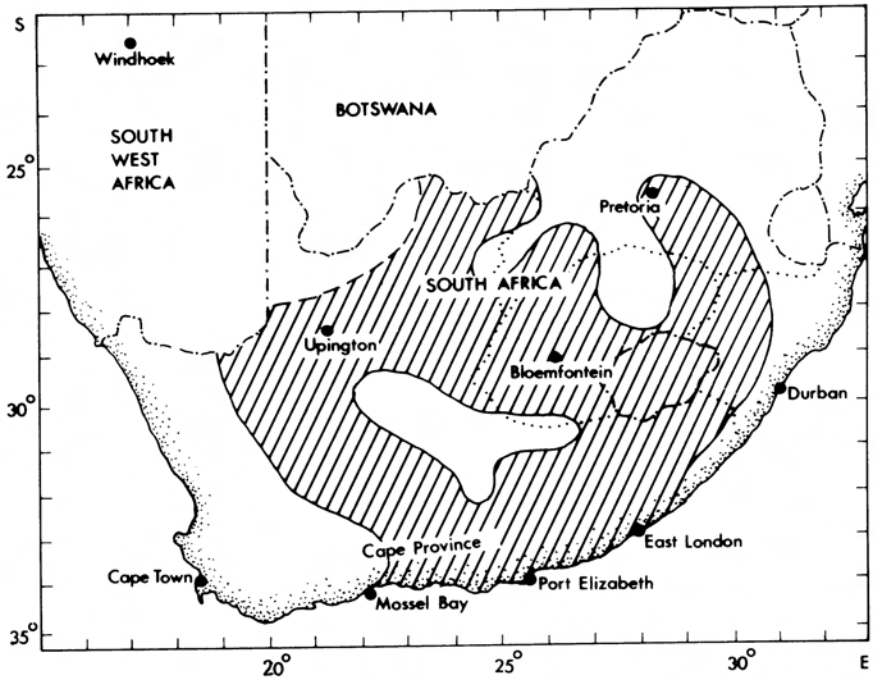 S
Windhoek
BOTSWANA
SOUTH
WEST
AFRICA
25°
Pretoria
SOUTH AFRICA
Upington
Bloemfontein
Durban
30°
East London
Cape Province
Port Elizabeth
Cape Town
Mossel Bay
35°
20°
25°
30°
E